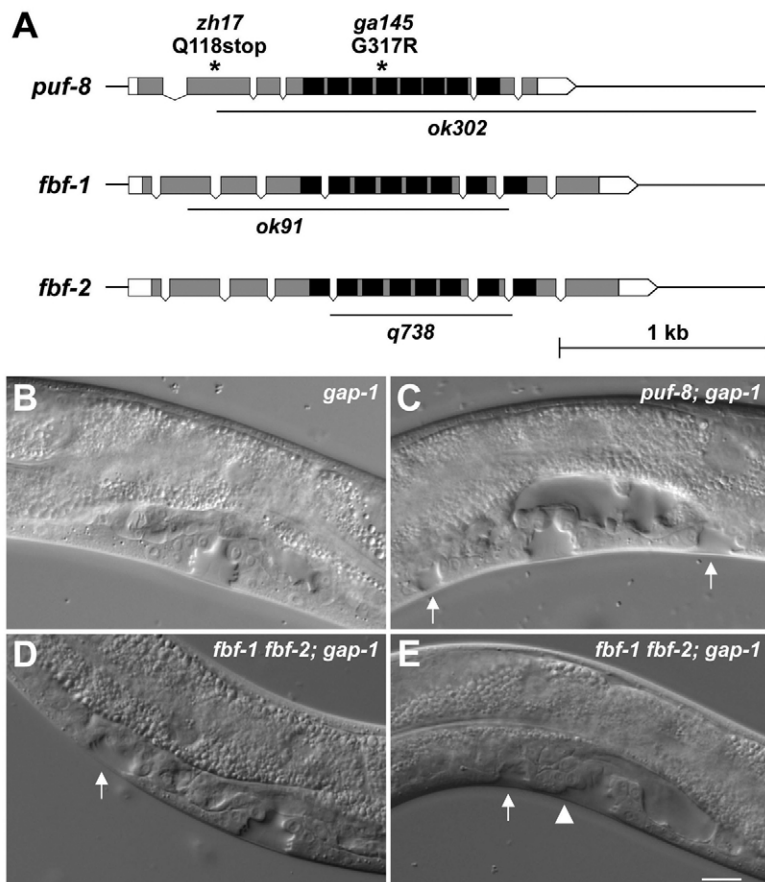 A
zh17
Q118stop
*
ga145
G317R
*
puf-8
ok302
fbf-1
ok91
fbf-2
q738
1 kb
B
gap-1
C
puf-8; gap-1
D
fbf-1 fbf-2; gap-1
E
fbf-1 fbf-2; gap-1